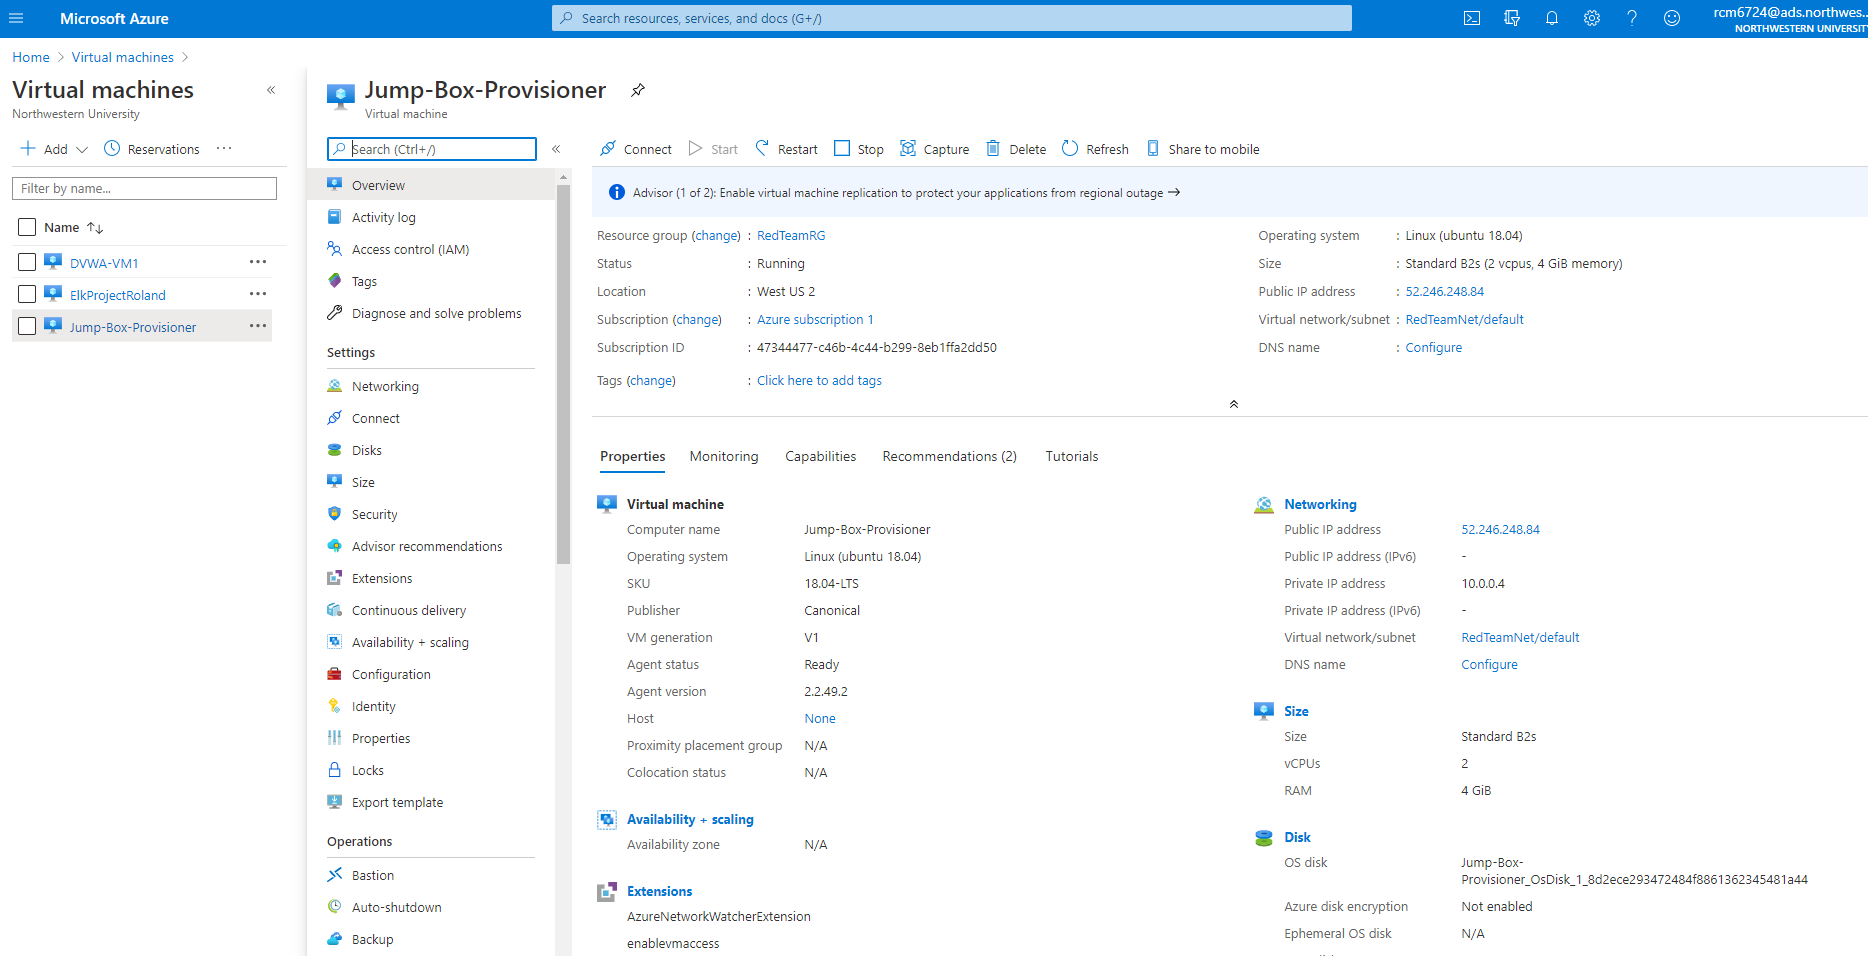 Microsoft Azure
Search resources, services, and docs (G+/)
rcm6724@ads.northwes...
NORTHWESTERN UNIVERSITY
Home > Virtual machines >
Virtual machines
Northwestern University
Add
Reservations
Filter by name...
Name
DVWA-VM1
ElkProjectRoland
Jump-Box-Provisioner
Jump-Box-Provisioner
Virtual machine
Search (Ctrl+/)
Overview
Activity log
Access control (IAM)
Tags
Diagnose and solve problems
Settings
Networking
Connect
Disks
Size
Security
Advisor recommendations
Extensions
Continuous delivery
Availability + scaling
Configuration
Identity
Properties
Locks
Export template
Operations
Bastion
Auto-shutdown
Backup
Connect Start Restart Stop Capture Delete Refresh Share to mobile
Advisor (1 of 2): Enable virtual machine replication to protect your applications from regional outage →
Resource group (change) : RedTeamRG
Status : Running
Location : West US 2
Subscription (change) : Azure subscription 1
Subscription ID : 47344477-c46b-4c44-b299-8eb1ffa2dd50
Tags (change) : Click here to add tags
Operating system : Linux (ubuntu 18.04)
Size : Standard B2s (2 vcpus, 4 GiB memory)
Public IP address : 52.246.248.84
Virtual network/subnet : RedTeamNet/default
DNS name : Configure
Properties Monitoring Capabilities Recommendations (2) Tutorials
Virtual machine
Computer name Jump-Box-Provisioner
Operating system Linux (ubuntu 18.04)
SKU 18.04-LTS
Publisher Canonical
VM generation V1
Agent status Ready
Agent version 2.2.49.2
Host None
Proximity placement group N/A
Colocation status N/A
Availability + scaling
Availability zone N/A
Extensions
AzureNetworkWatcherExtension
enablevmaccess
Networking
Public IP address 52.246.248.84
Public IP address (IPv6) -
Private IP address 10.0.0.4
Private IP address (IPv6) -
Virtual network/subnet RedTeamNet/default
DNS name Configure
Size
Size Standard B2s
vCPUs 2
RAM 4 GiB
Disk
OS disk Jump-Box-
Provisioner_OsDisk_1_8d2ece293472484f8861362345481a44
Azure disk encryption Not enabled
Ephemeral OS disk N/A